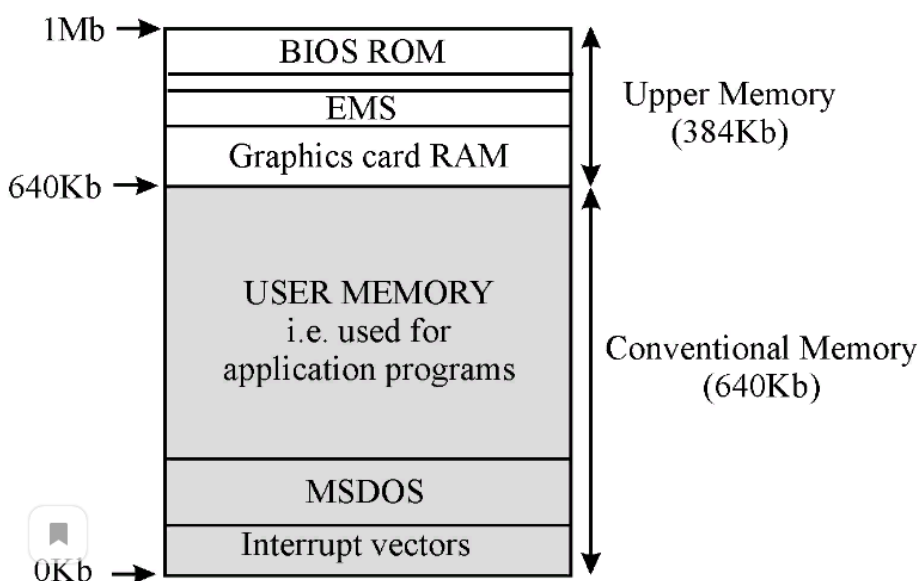 1Mb
BIOS ROM
EMS
Upper Memory
(384Kb)
Graphics card RAM
640Kb
USER MEMORY
i.e. used for
application programs
Conventional Memory
(640Kb)
MSDOS
Interrupt vectors
0Kb